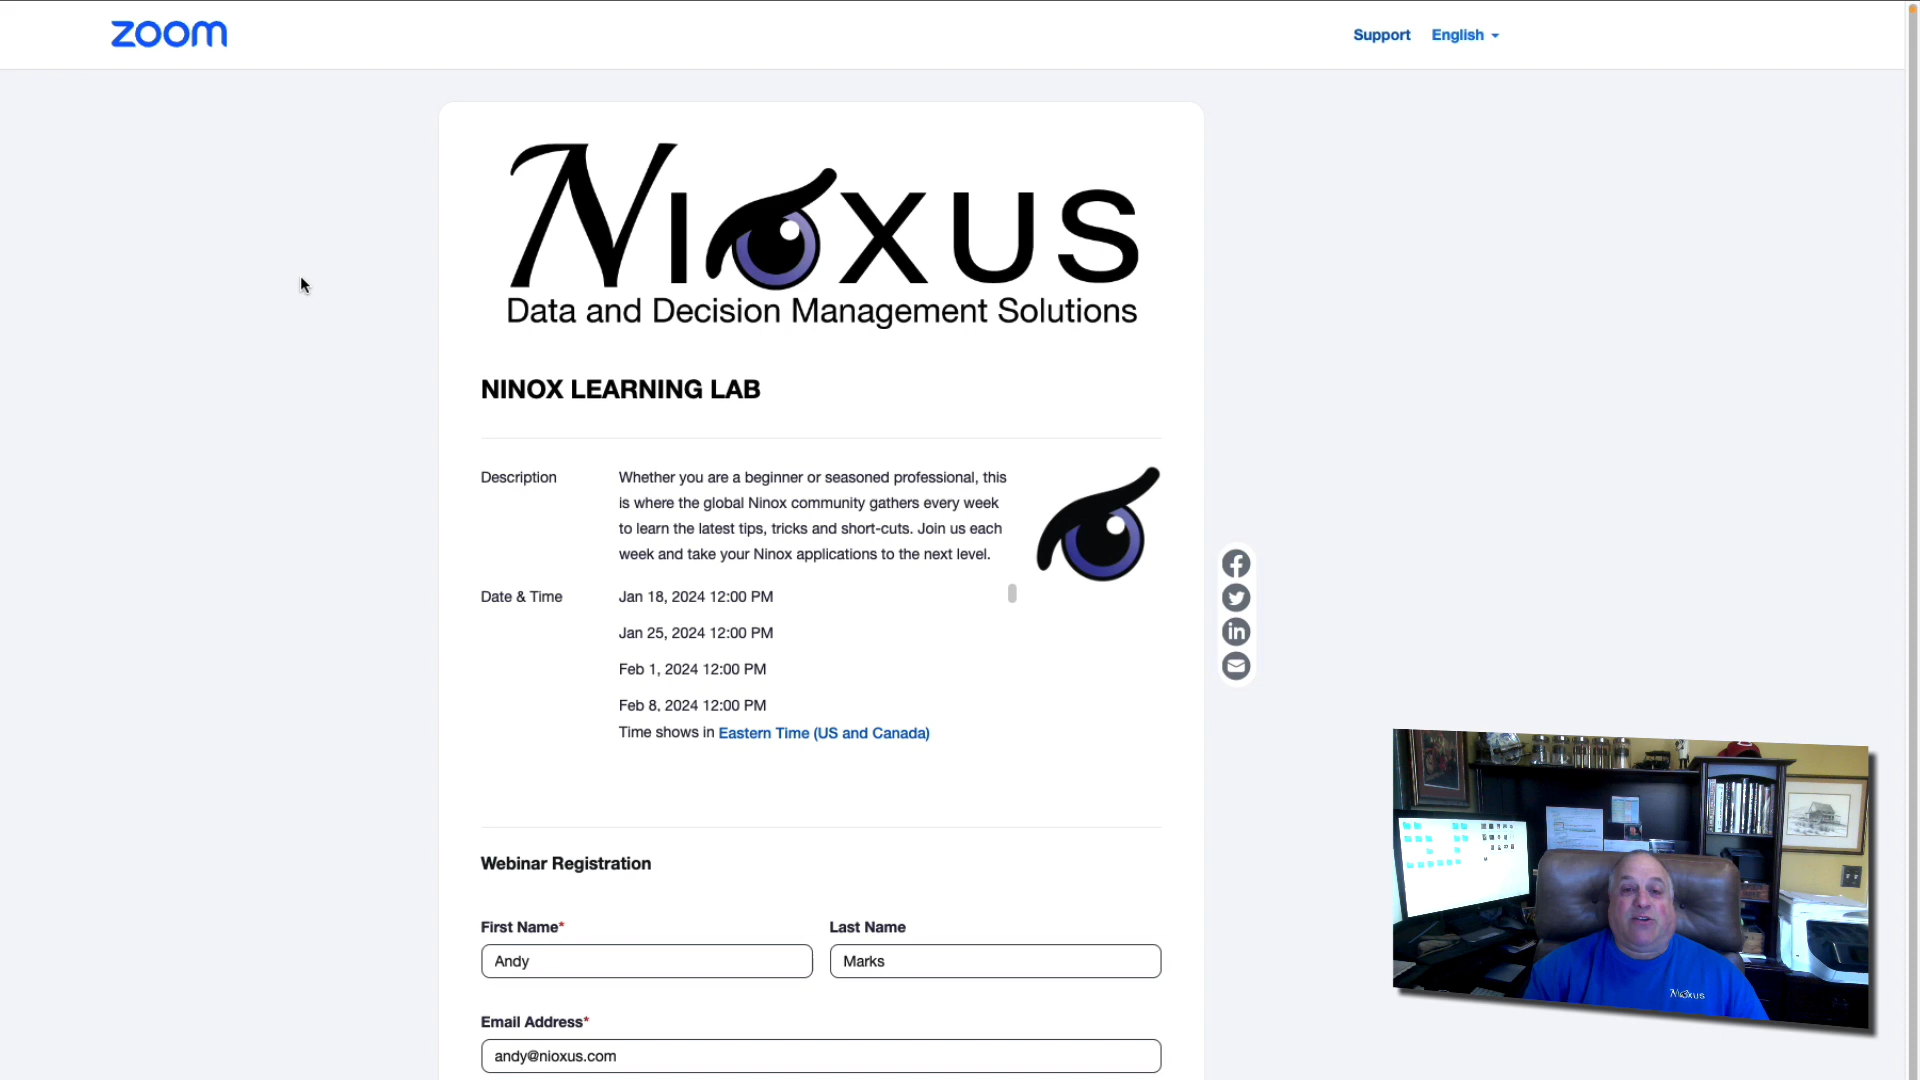 zoom
Support English
Nioxus
Data and Decision Management Solutions
NINOX LEARNING LAB
Description
Whether you are a beginner or seasoned professional, this
is where the global Ninox community gathers every week
to learn the latest tips, tricks and short-cuts. Join us each
week and take your Ninox applications to the next level.
Date & Time
Jan 18, 2024 12:00 PM
Jan 25, 2024 12:00 PM
Feb 1, 2024 12:00 PM
Feb 8, 2024 12:00 PM
Time shows in Eastern Time (US and Canada)
Webinar Registration
First Name*
Last Name
Andy
Marks
Email Address*
andy@nioxus.com
Nioxus